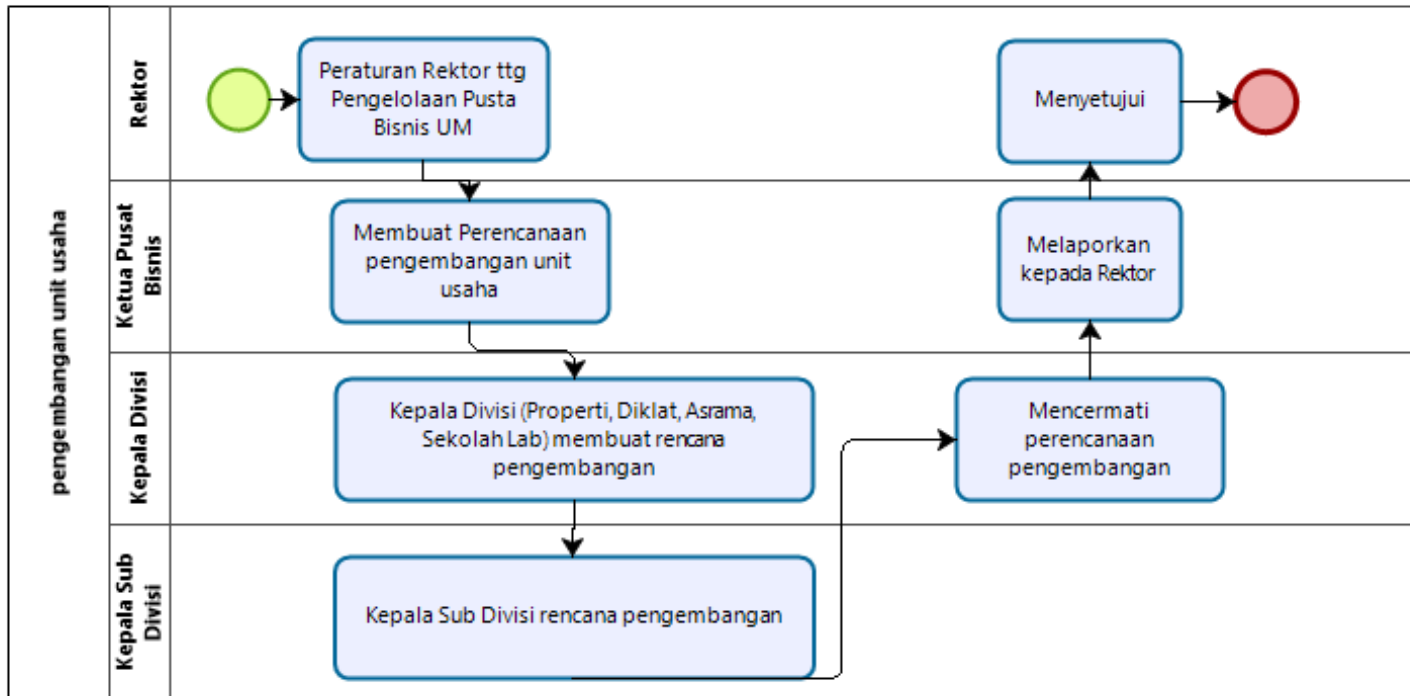 pengembangan unit usaha
Rektor
Peraturan Rektor ttg
Pengelolaan Pusta
Bisnis UM
Menyetujui
Ketua Pusat
Bisnis
Membuat Perencanaan
pengembangan unit
usaha
Melaporkan
kepada Rektor
Kepala Divisi
Kepala Divisi (Properti, Diklat, Asrama,
Sekolah Lab) membuat rencana
pengembangan
Mencermati
perencanaan
pengembangan
Kepala Sub
Divisi
Kepala Sub Divisi rencana pengembangan